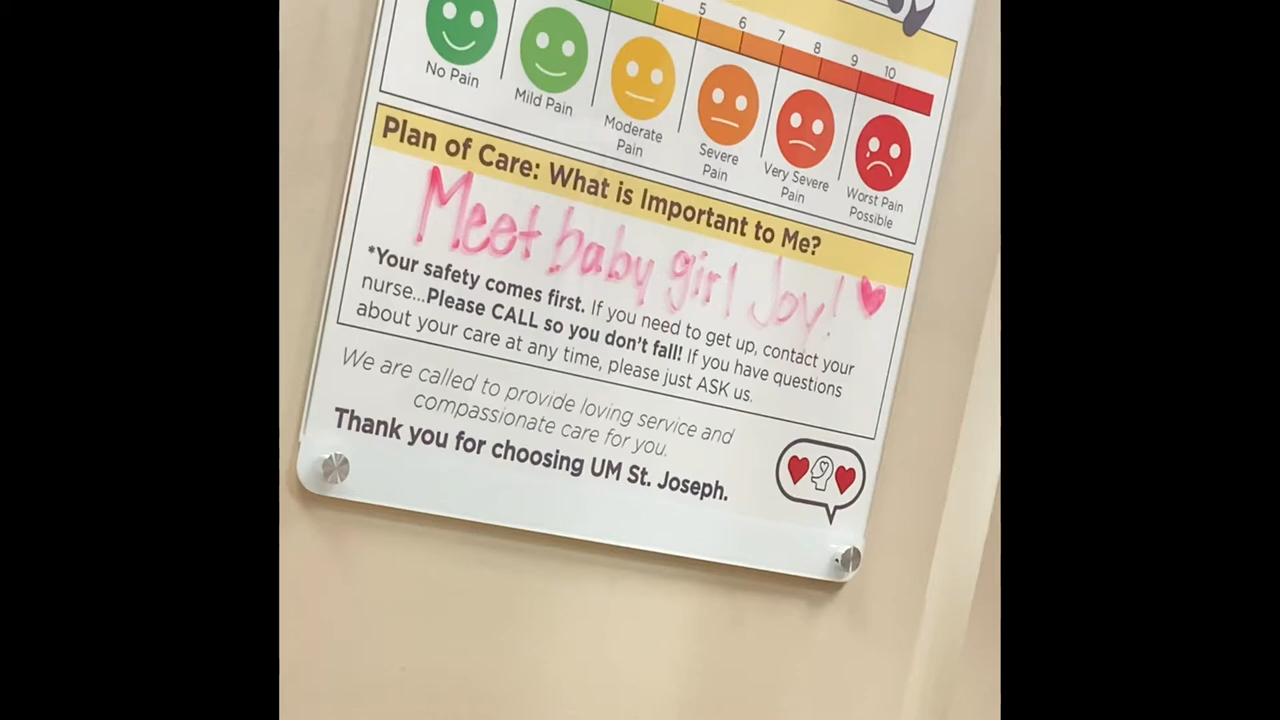 5 6 7 8 9 10
No Pain
Mild Pain
Moderate
Pain
Severe
Pain
Very Severe
Pain
Worst Pain
Possible
Plan of Care: What is Important to Me?
Meet baby girl Joy!
*Your safety comes first. If you need to get up, contact your
nurse...Please CALL so you don't fall! If you have questions
about your care at any time, please just ASK us.
We are called to provide loving service and
compassionate care for you.
Thank you for choosing UM St. Joseph.